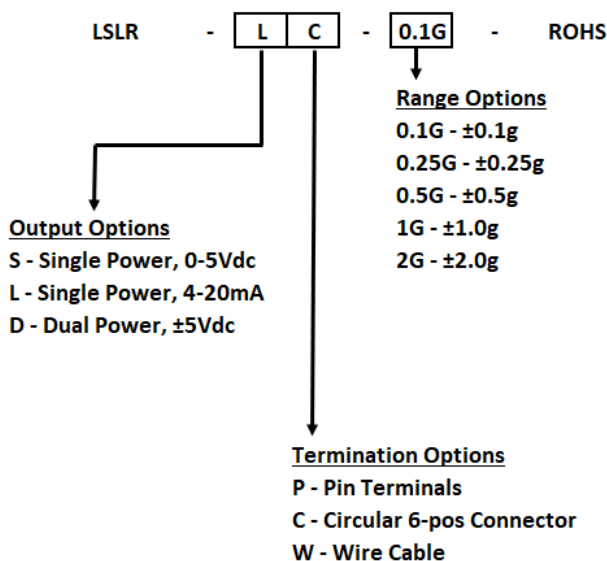 LSLR - L C - 0.1G - ROHS
Range Options
0.1G - ±0.1g
0.25G - ±0.25g
0.5G - ±0.5g
1G - ±1.0g
2G - ±2.0g
Output Options
S - Single Power, 0-5Vdc
L - Single Power, 4-20mA
D - Dual Power, ±5Vdc
Termination Options
P - Pin Terminals
C - Circular 6-pos Connector
W - Wire Cable